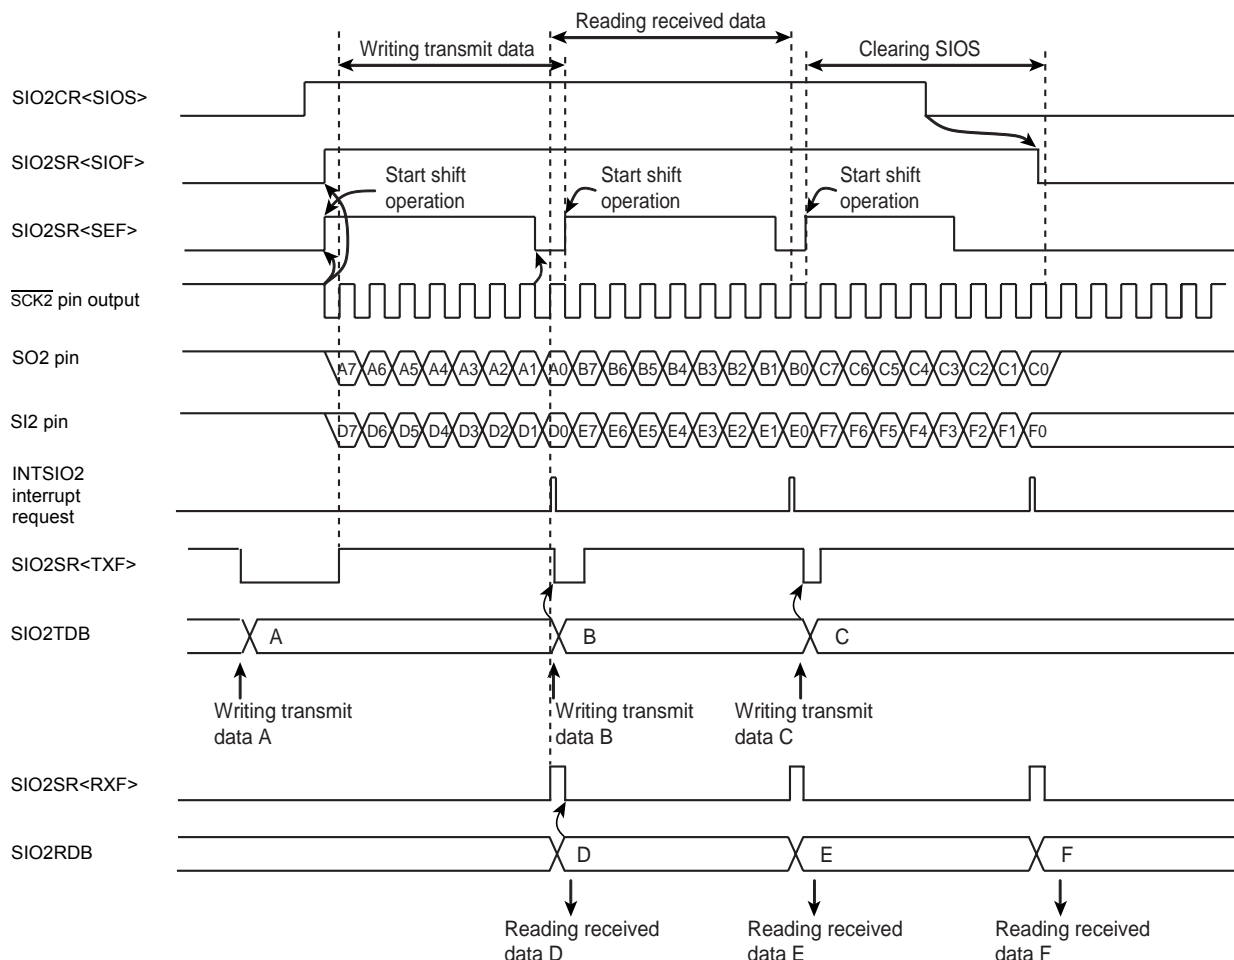 Reading received data
Writing transmit data
Clearing SIOS
SIO2CR<SIOS>
SIO2SR<SIOF>
Start shift
operation
Start shift
operation
Start shift
operation
SIO2SR<SEF>
SCK2 pin output
SO2 pin
A7 A6 A5 A4 A3 A2 A1 A0 B7 B6 B5 B4 B3 B2 B1 B0 C7 C6 C5 C4 C3 C2 C1 C0
SI2 pin
D7 D6 D5 D4 D3 D2 D1 D0 E7 E6 E5 E4 E3 E2 E1 E0 F7 F6 F5 F4 F3 F2 F1 F0
INTSIO2
interrupt
request
SIO2SR<TXF>
SIO2TDB
A B C
Writing transmit
data A
Writing transmit
data B
Writing transmit
data C
SIO2SR<RXF>
SIO2RDB
D E F
Reading received
data D
Reading received
data E
Reading received
data F